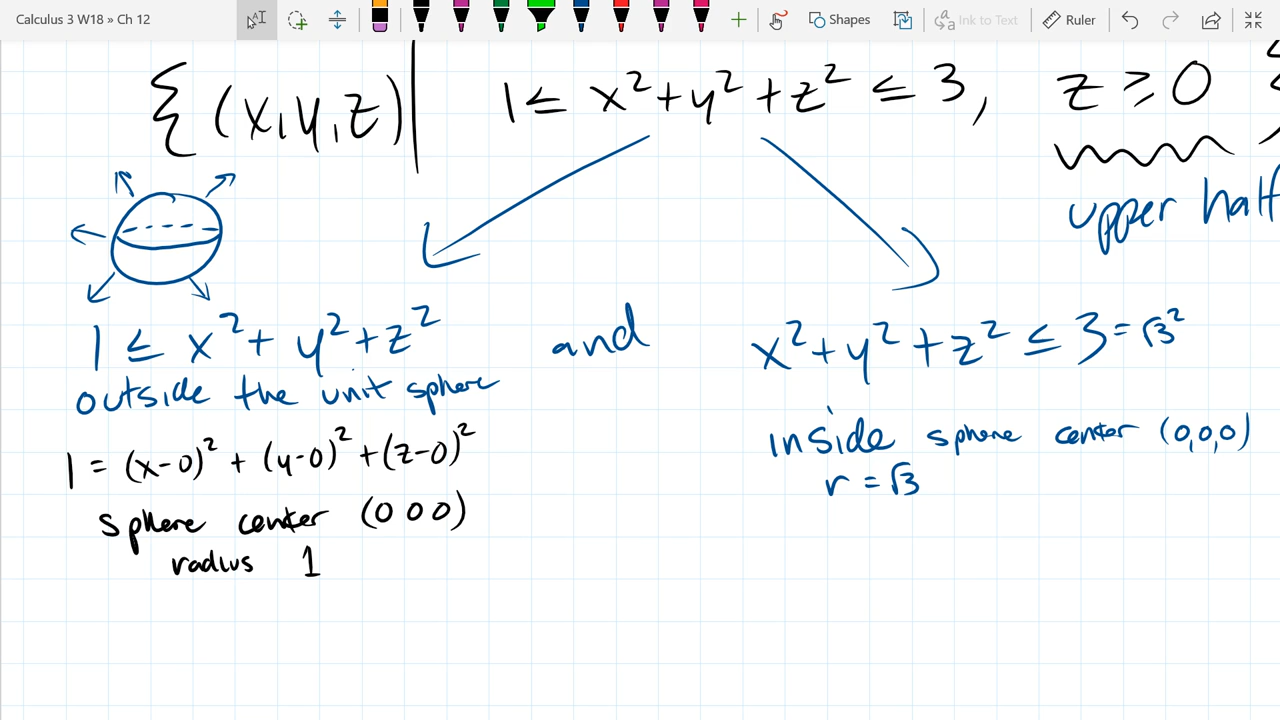 Calculus 3 W18 » Ch 12
Shapes Ink to Text Ruler
{(x,y,z)| 1 ≤ x²+y²+z² ≤ 3, z ≥ 0 }
upper half
1 ≤ x²+y²+z² and x²+y²+z² ≤ 3 = √3²
outside the unit sphere
1 = (x-0)² + (y-0)² + (z-0)²
inside sphere center (0,0,0)
r = √3
sphere center (0 0 0)
radius 1